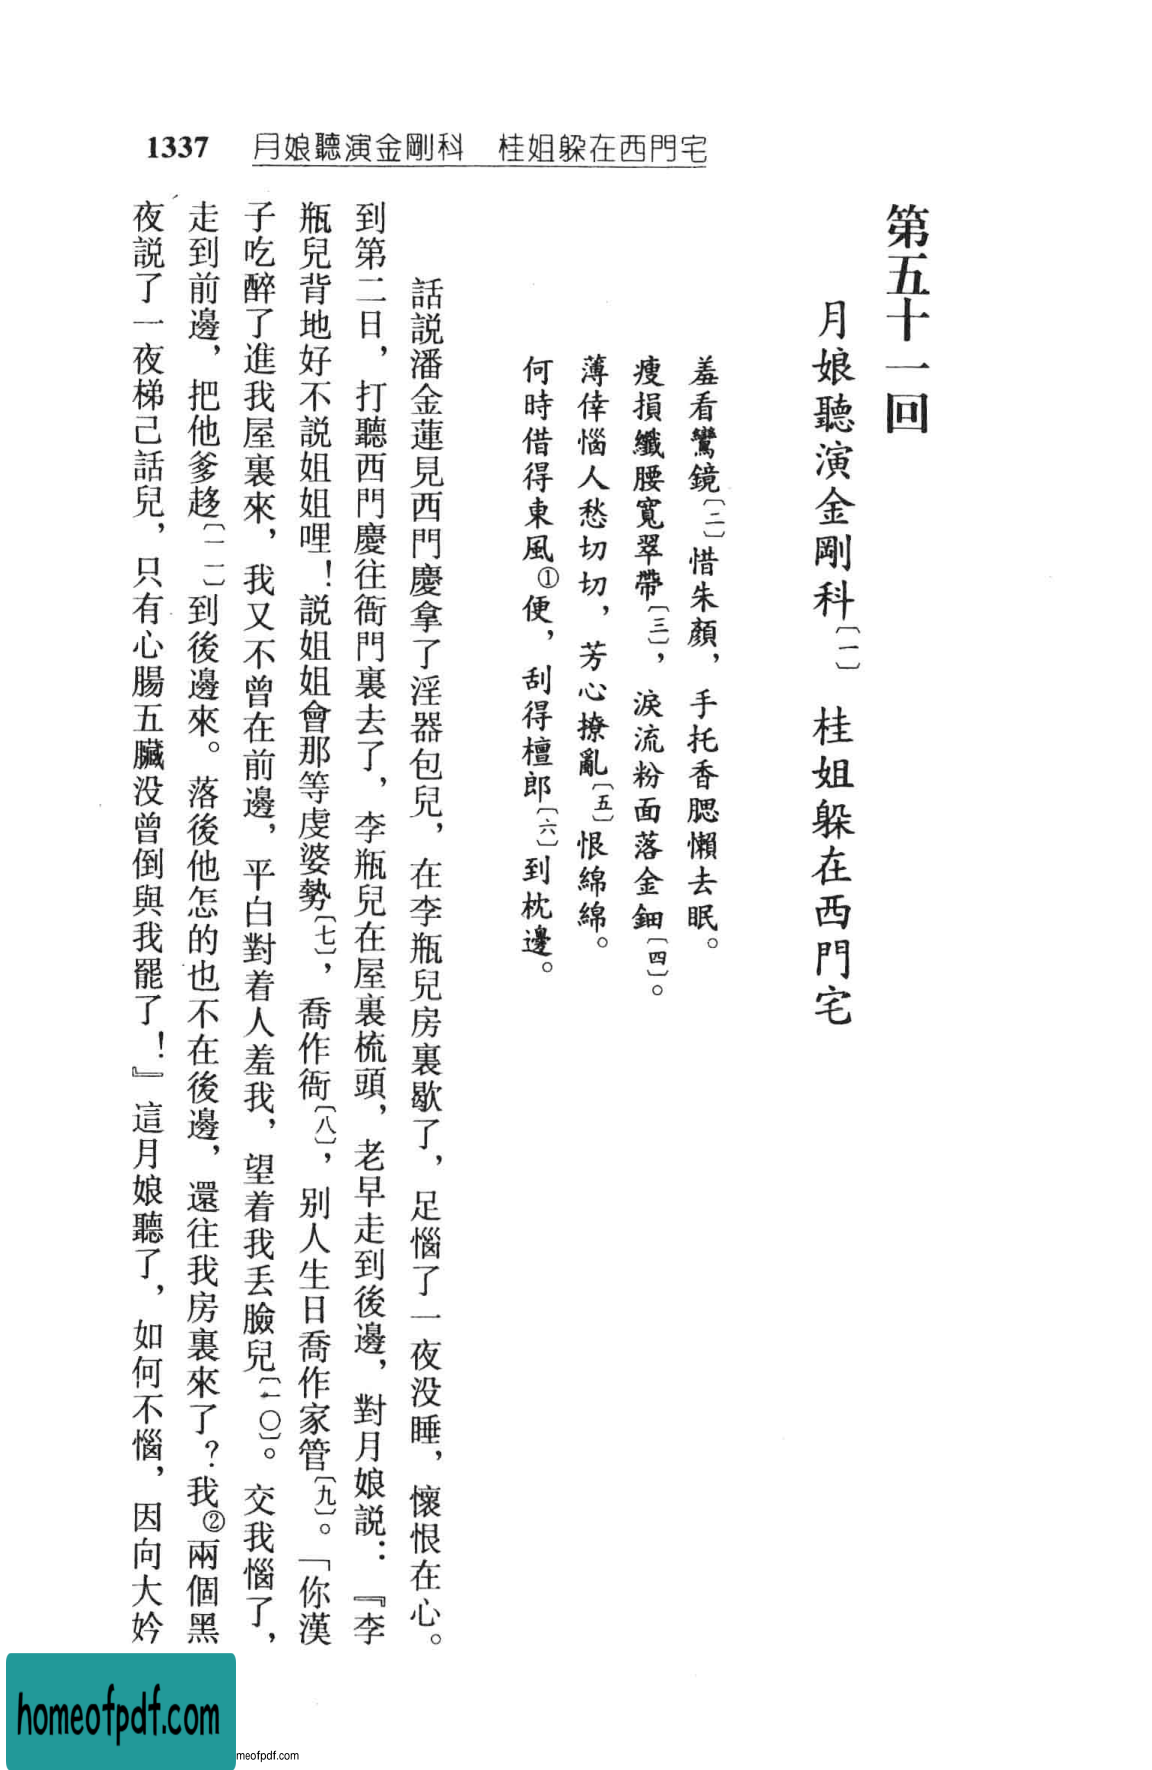 1337 月娘聽演金剛科　桂姐躲在西門宅
第五十一回
月娘聽演金剛科〔一〕　桂姐躲在西門宅
羞看鸞鏡〔二〕惜朱顏，手托香腮懶去眠。
瘦損纖腰寬翠帶〔三〕，淚流粉面落金鈿〔四〕。
薄倖惱人愁切切，芳心撩亂〔五〕恨綿綿。
何時借得東風①便，刮得檀郎〔六〕到枕邊。
話説潘金蓮見西門慶拿了淫器包兒，在李瓶兒房裏歇了，足惱了一夜没睡，懷恨在心。
到第二日，打聽西門慶往衙門裏去了，李瓶兒在屋裏梳頭，老早走到後邊，對月娘説：『李
瓶兒背地好不説姐姐哩！説姐姐會那等虔婆勢〔七〕，喬作衙〔八〕，别人生日喬作家管〔九〕。「你漢
子吃醉了進我屋裏來，我又不曾在前邊，平白對着人羞我，望着我丢臉兒〔一〇〕。交我惱了，
走到前邊，把他爹趍〔一一〕到後邊來。落後他怎的也不在後邊，還往我房裏來了？我②兩個黑
夜説了一夜梯己話兒，只有心腸五臟没曾倒與我罷了！』這月娘聽了，如何不惱，因向大妗
homeofpdf.com
meofpdf.com